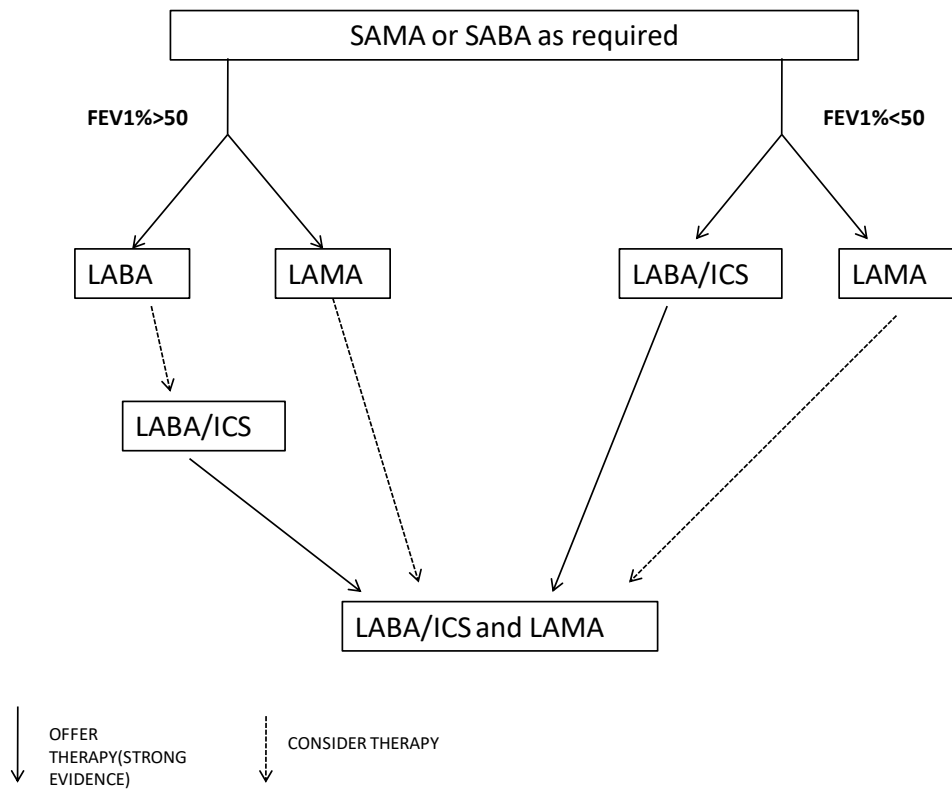 SAMA or SABA as required
FEV1%>50
FEV1%<50
LABA
LAMA
LABA/ICS
LAMA
LABA/ICS
LABA/ICS and LAMA
OFFER
THERAPY(STRONG
EVIDENCE)
CONSIDER THERAPY